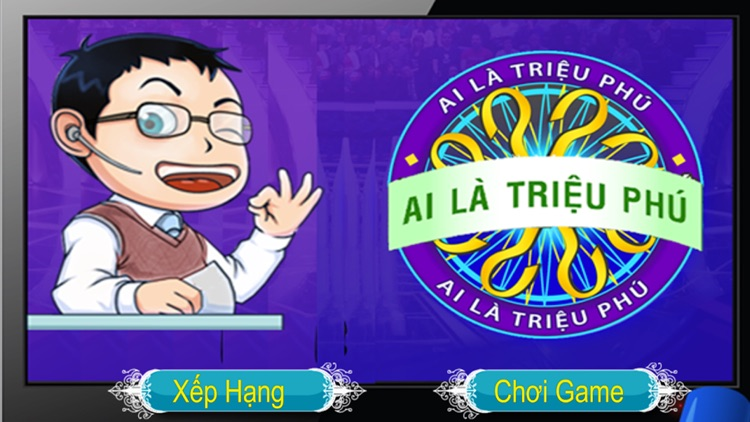 AI LÀ TRIỆU PHÚ
AI LÀ TRIỆU PHÚ
AI LÀ TRIỆU PHÚ
Xếp Hạng
Chơi Game